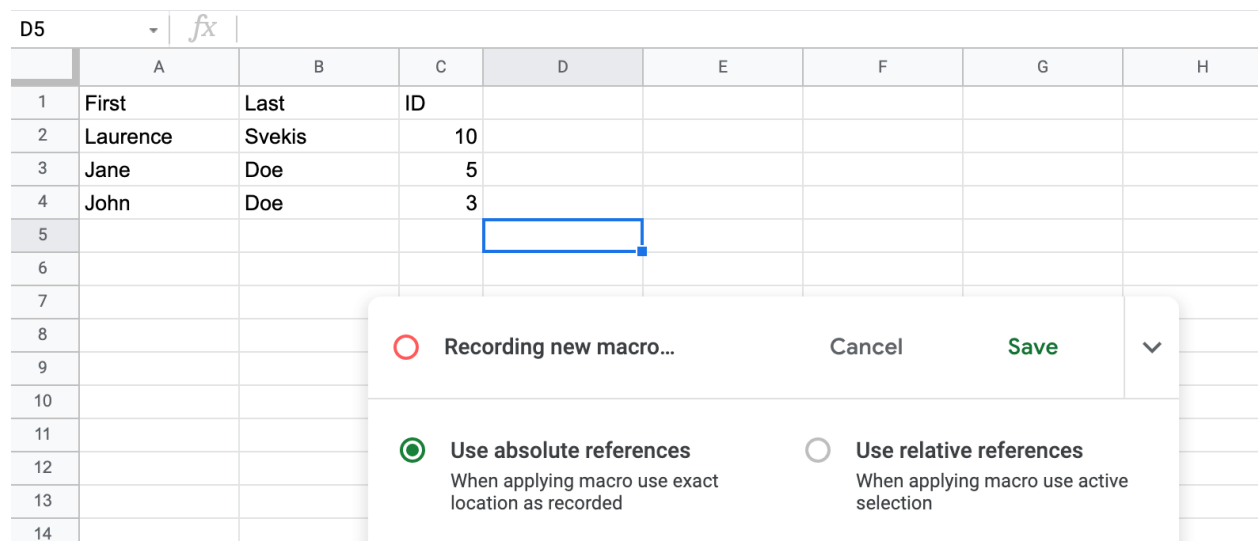 D5 fx
A B C D E F G H
1 First Last ID
2 Laurence Svekis 10
3 Jane Doe 5
4 John Doe 3
5
6
7
8
Recording new macro... Cancel Save
9
10
11
Use absolute references Use relative references
12
When applying macro use exact When applying macro use active
13
location as recorded selection
14